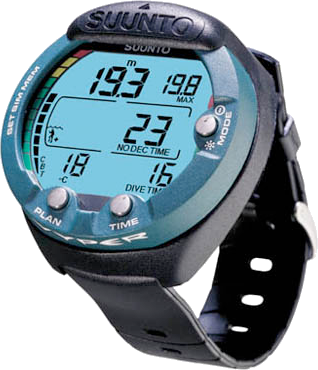 SUUNTO
SUUNTO
m
19.3 19.8
MAX
23
NO DEC TIME
18 16
°C DIVE TIME
SET SIM MEM
MODE
PLAN
TIME
VYPER